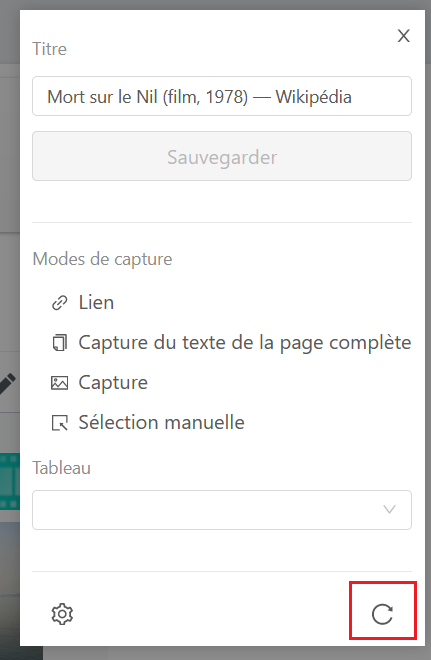 Titre
Mort sur le Nil (film, 1978) — Wikipédia
Sauvegarder
Modes de capture
Lien
Capture du texte de la page complète
Capture
Sélection manuelle
Tableau